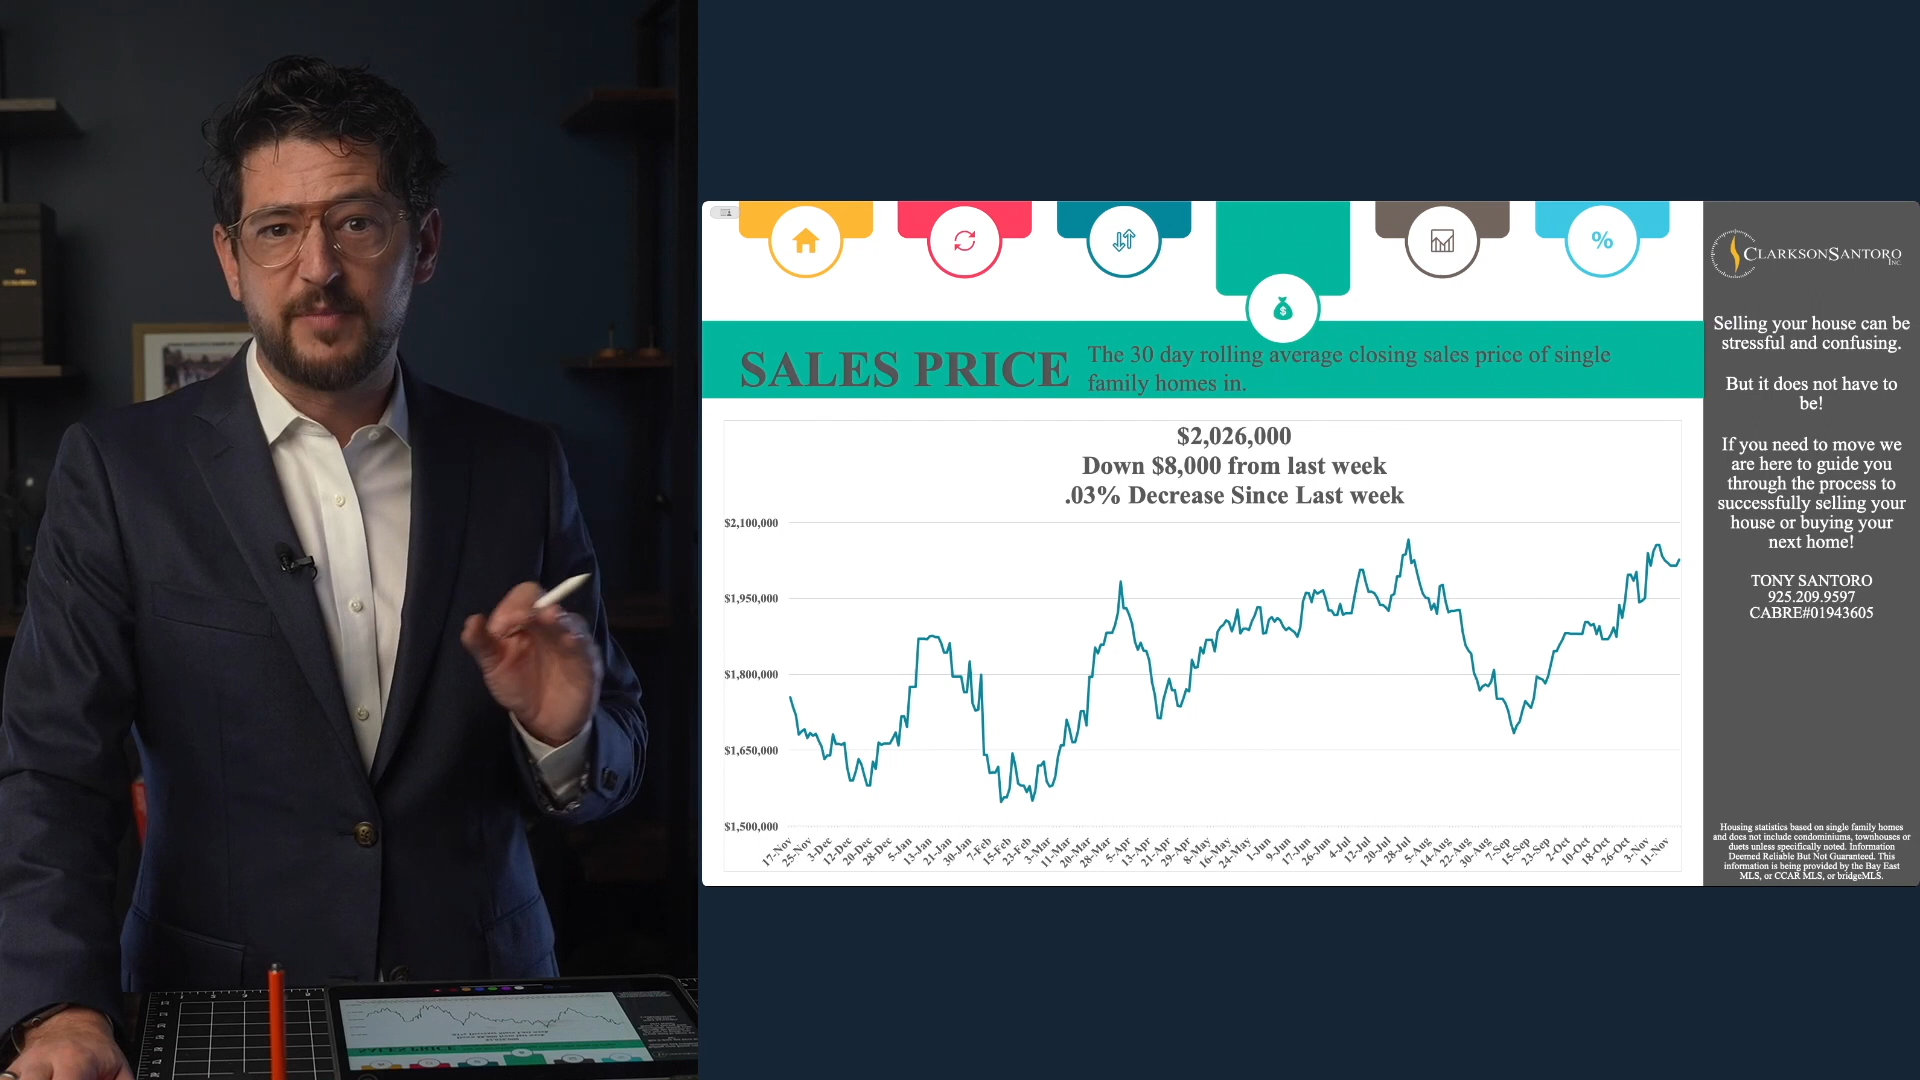 %
CLARKSONSANTORO
INC.
SALES PRICE
The 30 day rolling average closing sales price of single
family homes in.
$2,026,000
Down $8,000 from last week
.03% Decrease Since Last week
$2,100,000
$1,950,000
$1,800,000
$1,650,000
$1,500,000
17-Nov
25-Nov
3-Dec
12-Dec
20-Dec
28-Dec
5-Jan
13-Jan
21-Jan
30-Jan
7-Feb
15-Feb
23-Feb
3-Mar
11-Mar
20-Mar
28-Mar
5-Apr
13-Apr
21-Apr
29-Apr
8-May
16-May
24-May
1-Jun
9-Jun
17-Jun
26-Jun
4-Jul
12-Jul
20-Jul
28-Jul
5-Aug
14-Aug
22-Aug
30-Aug
7-Sep
15-Sep
23-Sep
2-Oct
10-Oct
18-Oct
26-Oct
3-Nov
11-Nov
Selling your house can be
stressful and confusing.
But it does not have to
be!
If you need to move we
are here to guide you
through the process to
successfully selling your
house or buying your
next home!
TONY SANTORO
925.209.9597
CABRE#01943605
Housing statistics based on single family homes
and does not include condominiums, townhouses or
duets unless specifically noted. Information
Deemed Reliable But Not Guaranteed. This
information is being provided by the Bay East
MLS, or CCAR MLS, or bridgeMLS.
SALES PRICE